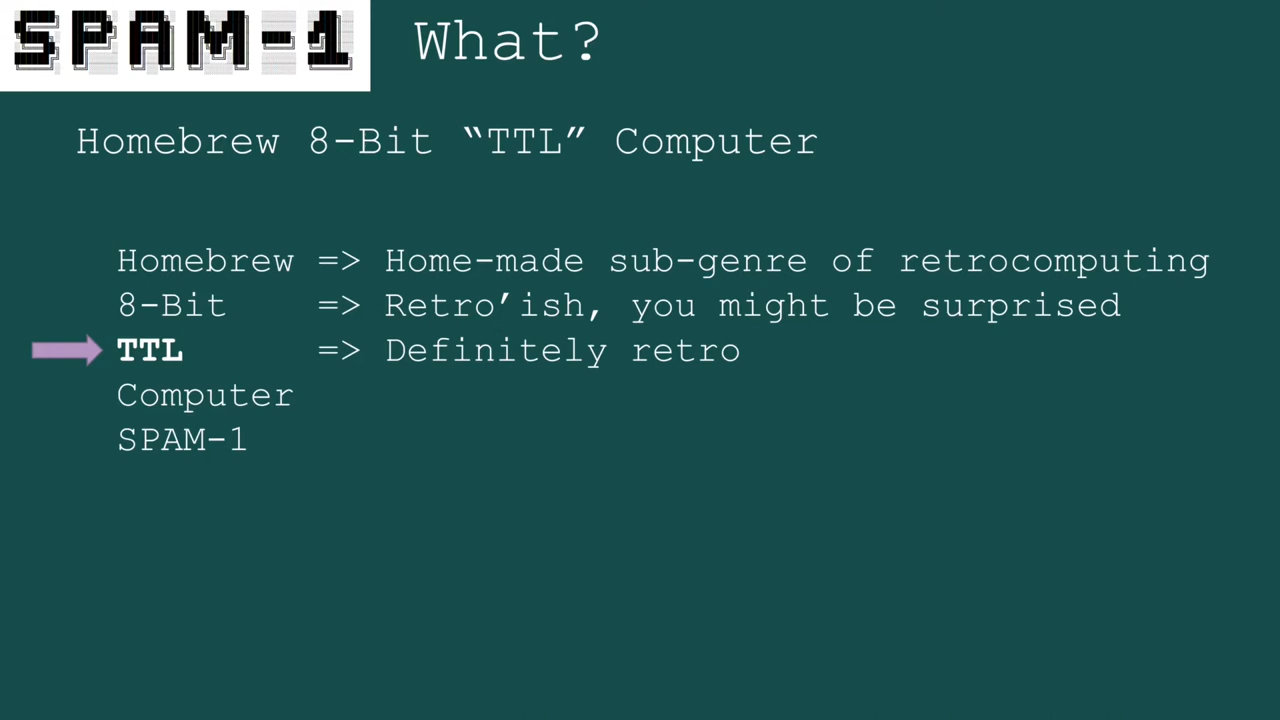 SPAM-1
What?
Homebrew 8-Bit “TTL” Computer
Homebrew => Home-made sub-genre of retrocomputing
8-Bit => Retro’ish, you might be surprised
TTL => Definitely retro
Computer
SPAM-1